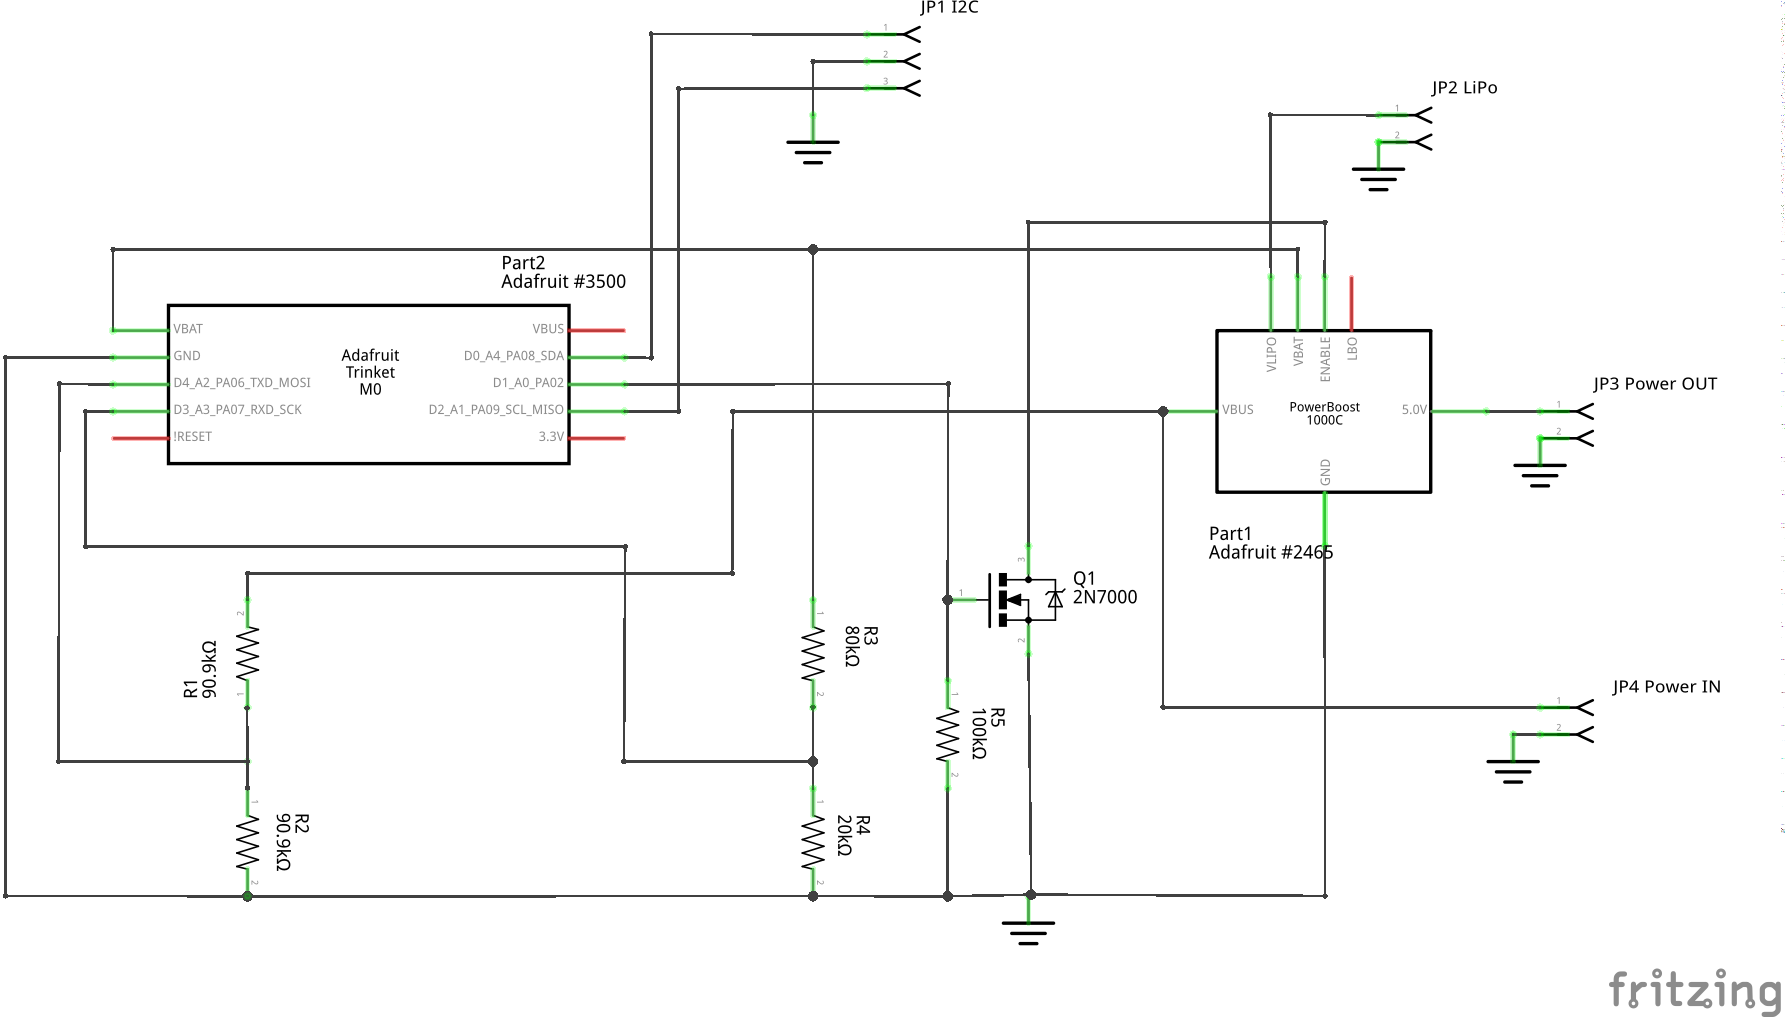 JP1 I2C
1
2
3
JP2 LiPo
1
2
Part2
Adafruit #3500
VBAT
GND
D4_A2_PA06_TXD_MOSI
D3_A3_PA07_RXD_SCK
!RESET
Adafruit
Trinket
M0
VBUS
D0_A4_PA08_SDA
D1_A0_PA02
D2_A1_PA09_SCL_MISO
3.3V
VLIPO
VBAT
ENABLE
LBO
VBUS
PowerBoost
1000C
5.0V
GND
JP3 Power OUT
1
2
Part1
Adafruit #2465
3
1
2
Q1
2N7000
2
1
R1
90.9kΩ
1
2
R3
80kΩ
1
2
R5
100kΩ
JP4 Power IN
1
2
1
2
R2
90.9kΩ
1
2
R4
20kΩ
fritzing